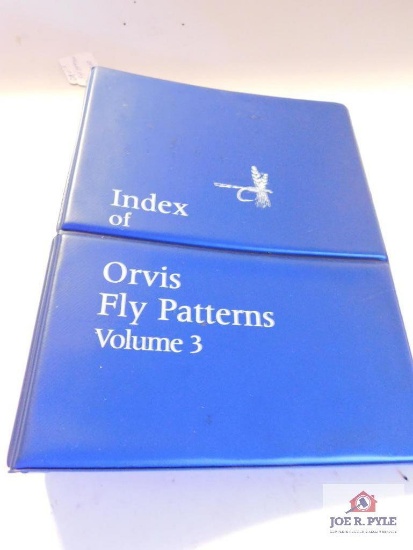 Index
of
Orvis
Fly Patterns
Volume 3
JOE R. PYLE